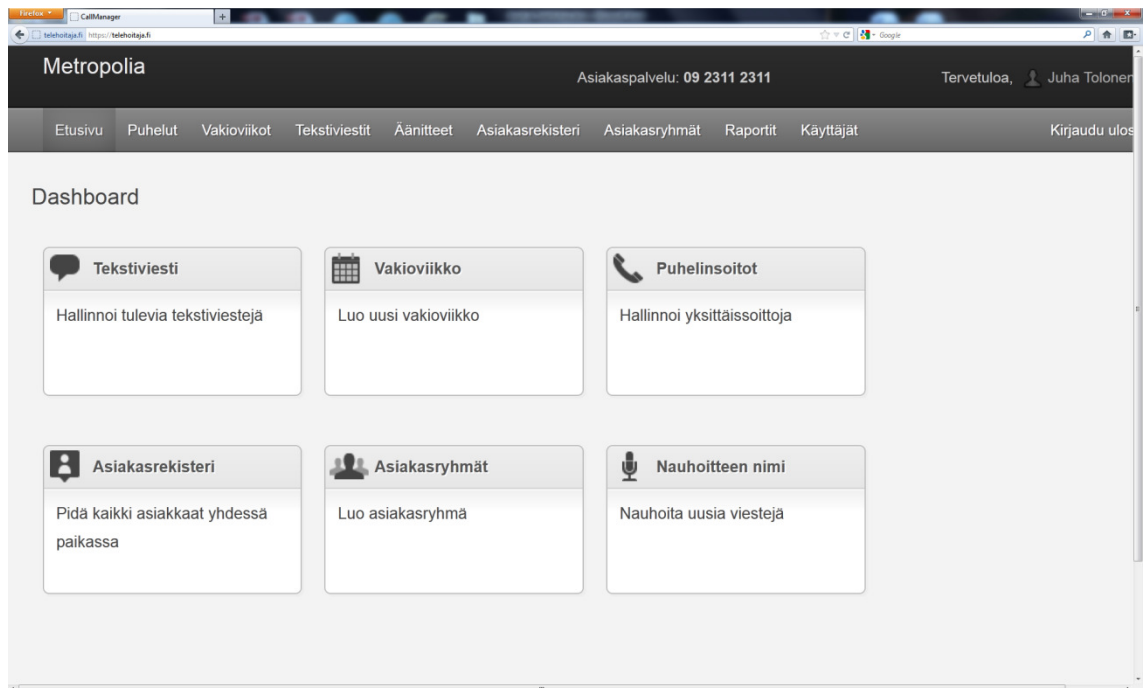 Firefox
CallManager
+
telehoitaja.fi https://telehoitaja.fi
Google
Metropolia
Asiakaspalvelu: 09 2311 2311
Tervetuloa, Juha Tolonen
Etusivu Puhelut Vakioviikot Tekstiviestit Äänitteet Asiakasrekisteri Asiakasryhmät Raportit Käyttäjät Kirjaudu ulos
Dashboard
Tekstiviesti Vakioviikko Puhelinsoitot
Hallinnoi tulevia tekstiviestejä Luo uusi vakioviikko Hallinnoi yksittäissoittoja
Asiakasrekisteri Asiakasryhmät Nauhoitteen nimi
Pidä kaikki asiakkaat yhdessä Luo asiakasryhmä Nauhoita uusia viestejä
paikassa